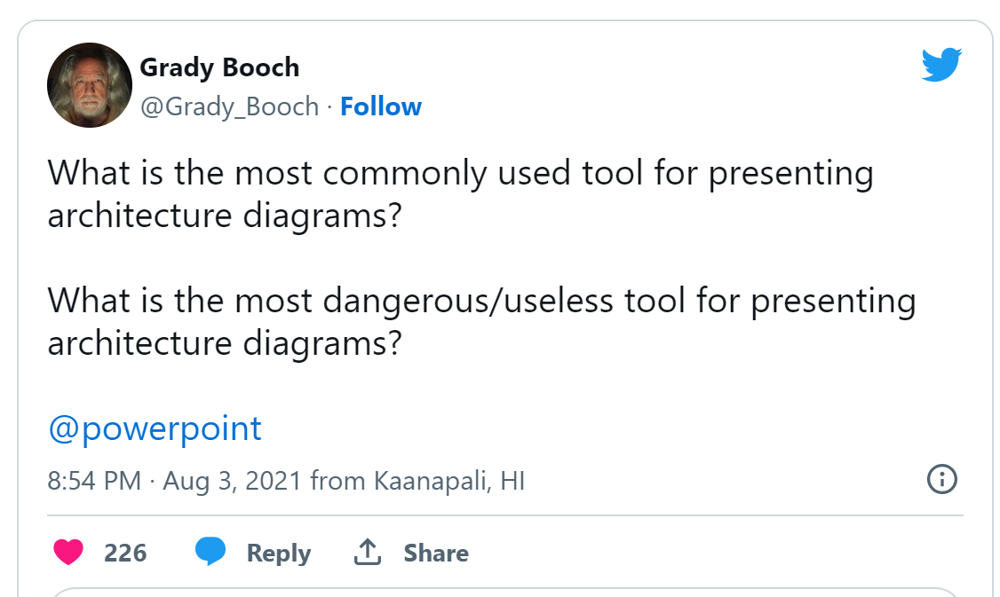 Grady Booch
@Grady_Booch · Follow
What is the most commonly used tool for presenting
architecture diagrams?
What is the most dangerous/useless tool for presenting
architecture diagrams?
@powerpoint
8:54 PM · Aug 3, 2021 from Kaanapali, HI
226 Reply Share